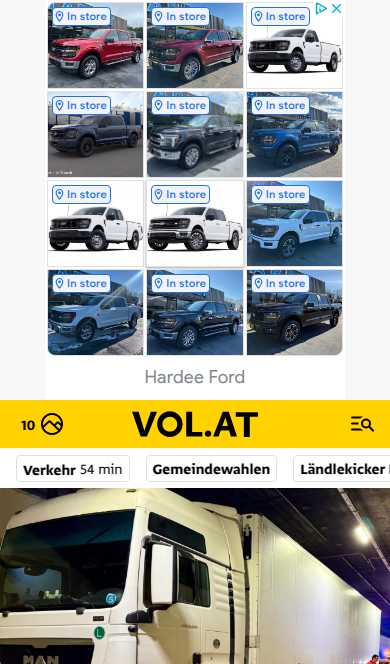 In store
In store
In store
In store
In store
In store
In store
In store
In store
In store
In store
In store
Hardee Ford
10
VOL.AT
Verkehr 54 min
Gemeindewahlen
Ländlekicker
MAN
L